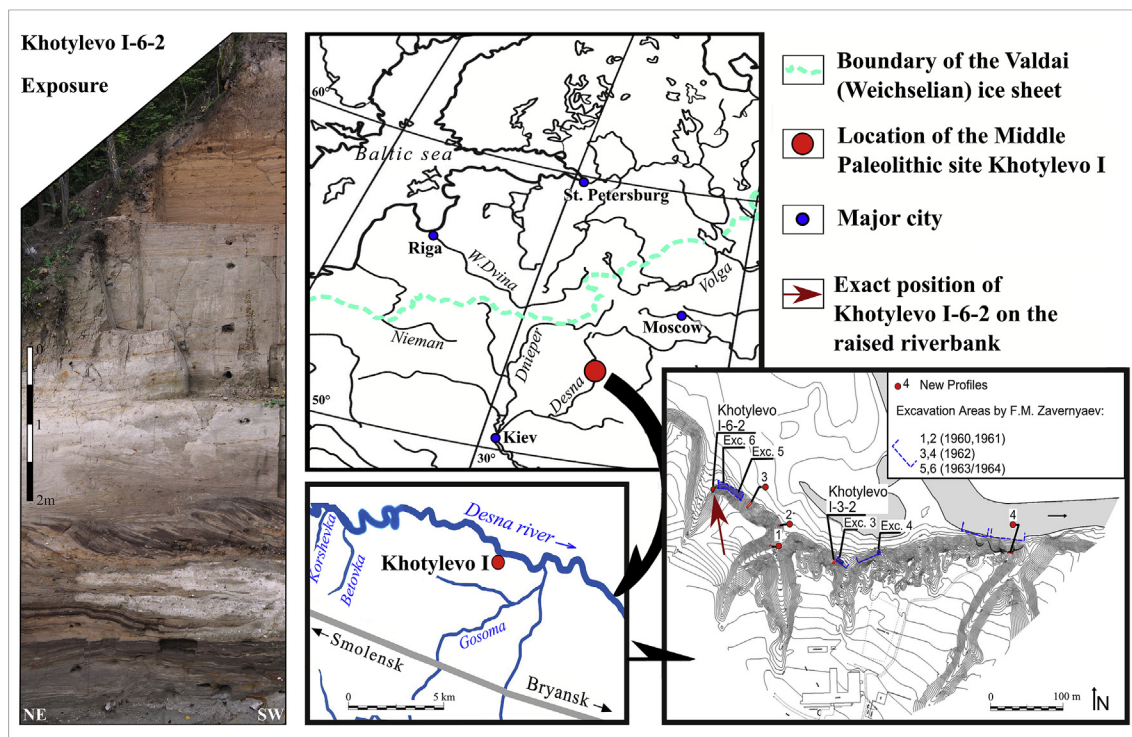 Khotylevo I-6-2
Exposure
0
1
2m
NE
SW
60°
Baltic sea
St. Petersburg
Riga
W.Dvina
Volga
Nieman
Dnieper
Moscow
Desna
50°
Kiev
30°
Boundary of the Valdai
(Weichselian) ice sheet
Location of the Middle
Paleolithic site Khotylevo I
Major city
Exact position of
Khotylevo I-6-2 on the
raised riverbank
Desna river
Korshevka
Betovka
Khotylevo I
Gosoma
Smolensk
Bryansk
0
5 km
4 New Profiles
Excavation Areas by F.M. Zavernyaev:
1,2 (1960,1961)
3,4 (1962)
5,6 (1963/1964)
Khotylevo
I-6-2
Exc. 6
Exc. 5
3
2
1
Khotylevo
I-3-2
Exc. 3
Exc. 4
4
0
100 m
N